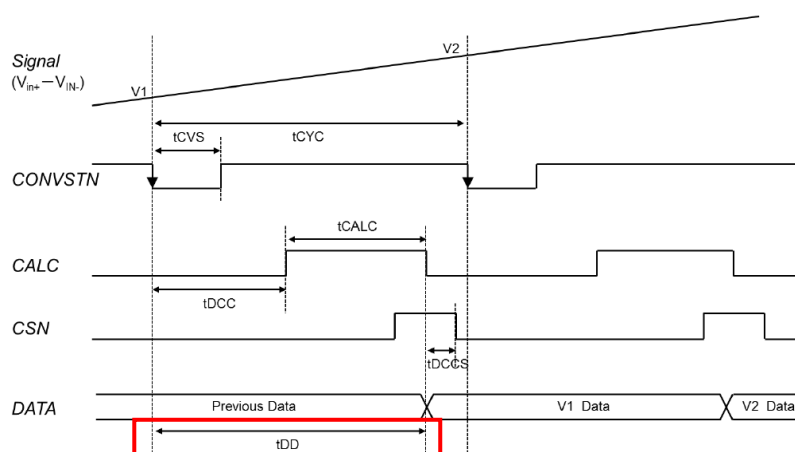 Signal
(Vin+－VIN-)
V1
V2
tCVS
tCYC
CONVSTN
tCALC
CALC
tDCC
CSN
tDCCS
DATA
Previous Data
V1 Data
V2 Data
tDD